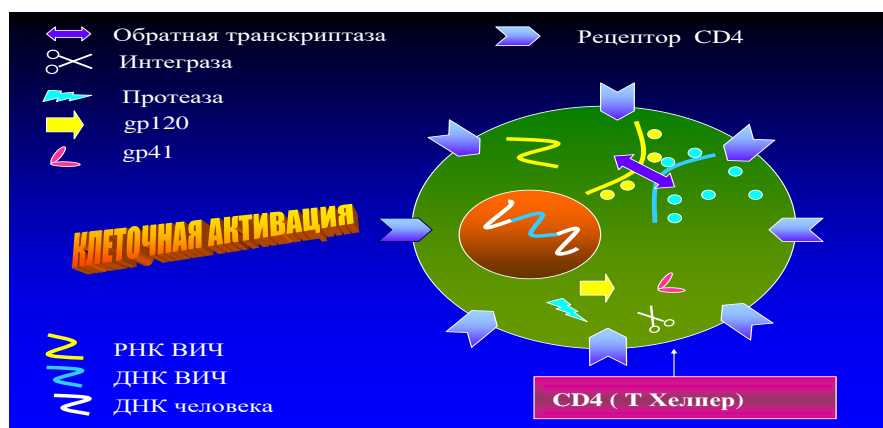 Обратная транскриптаза
Рецептор CD4
Интеграза
Протеаза
gp120
gp41
КЛЕТОЧНАЯ АКТИВАЦИЯ
РНК ВИЧ
ДНК ВИЧ
ДНК человека
CD4 ( Т Хелпер)